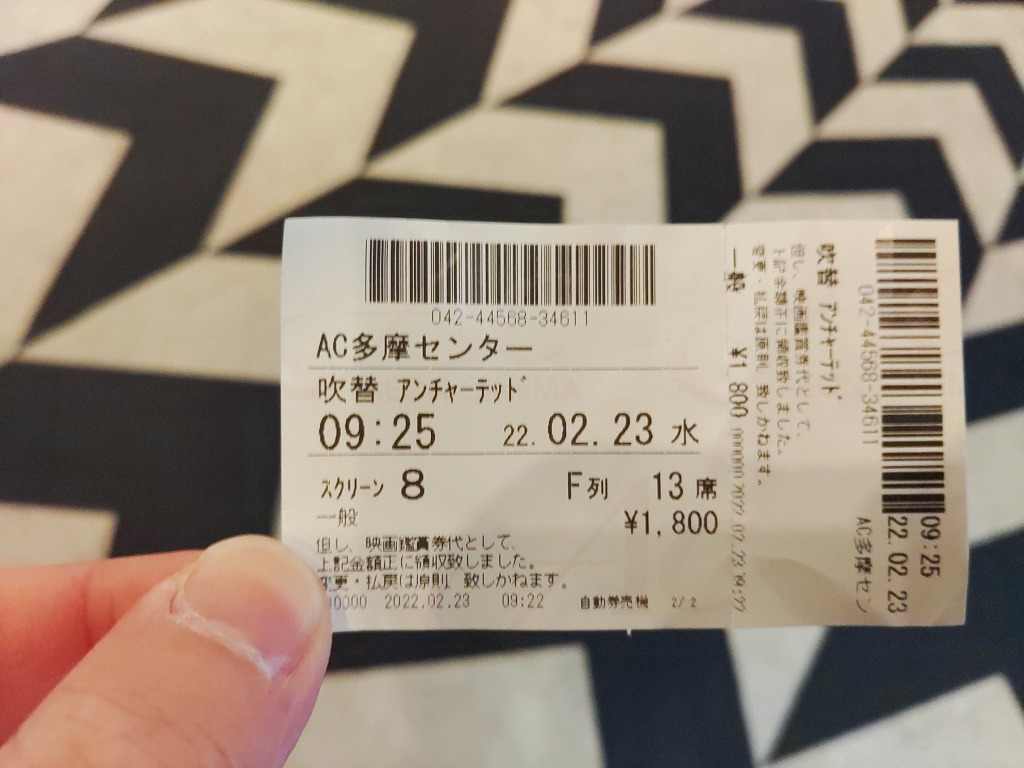 042-44568-34611
AC多摩センター
吹替 アンチャーテッド
09:25 22.02.23 水
スクリーン 8 F列 13席
一般 ¥1,800
但し、映画鑑賞券代として、
上記金額正に領収致しました。
変更・払戻は原則 致しかねます。
00000 2022.02.23 09:22 自動券売機 2/2
042-44568-34611
吹替 アンチャーテッド
但し、映画鑑賞券代として、
上記金額正に領収致しました。
変更・払戻は原則 致しかねます。
一般 ¥1,800
09:25
22.02.23
AC多摩セン